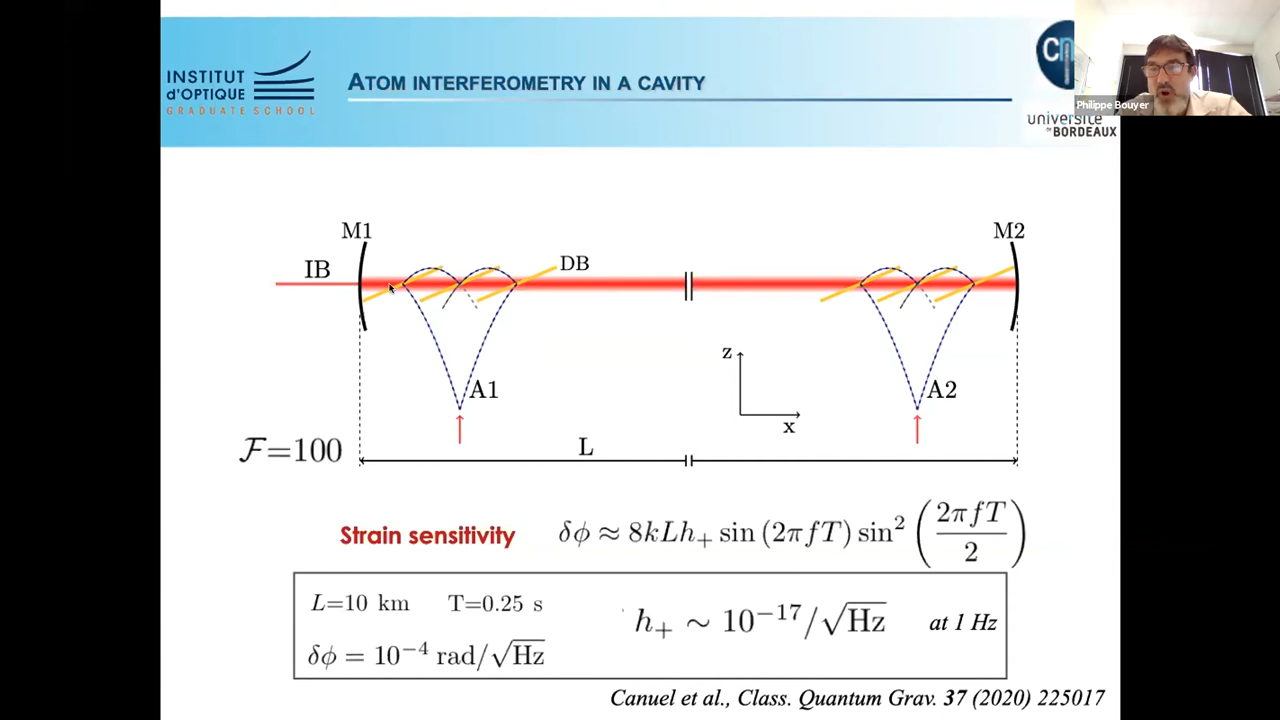 INSTITUT
d'OPTIQUE
GRADUATE SCHOOL
ATOM INTERFEROMETRY IN A CAVITY
Philippe Bouyer
université
DE BORDEAUX
M1
M2
IB
DB
A1
A2
z
x
L
ℱ=100
Strain sensitivity
δϕ ≈ 8kLh₊ sin (2πfT) sin² (2πfT/2)
L=10 km T=0.25 s
h₊ ∼ 10⁻¹⁷/√Hz at 1 Hz
δϕ = 10⁻⁴ rad/√Hz
Canuel et al., Class. Quantum Grav. 37 (2020) 225017